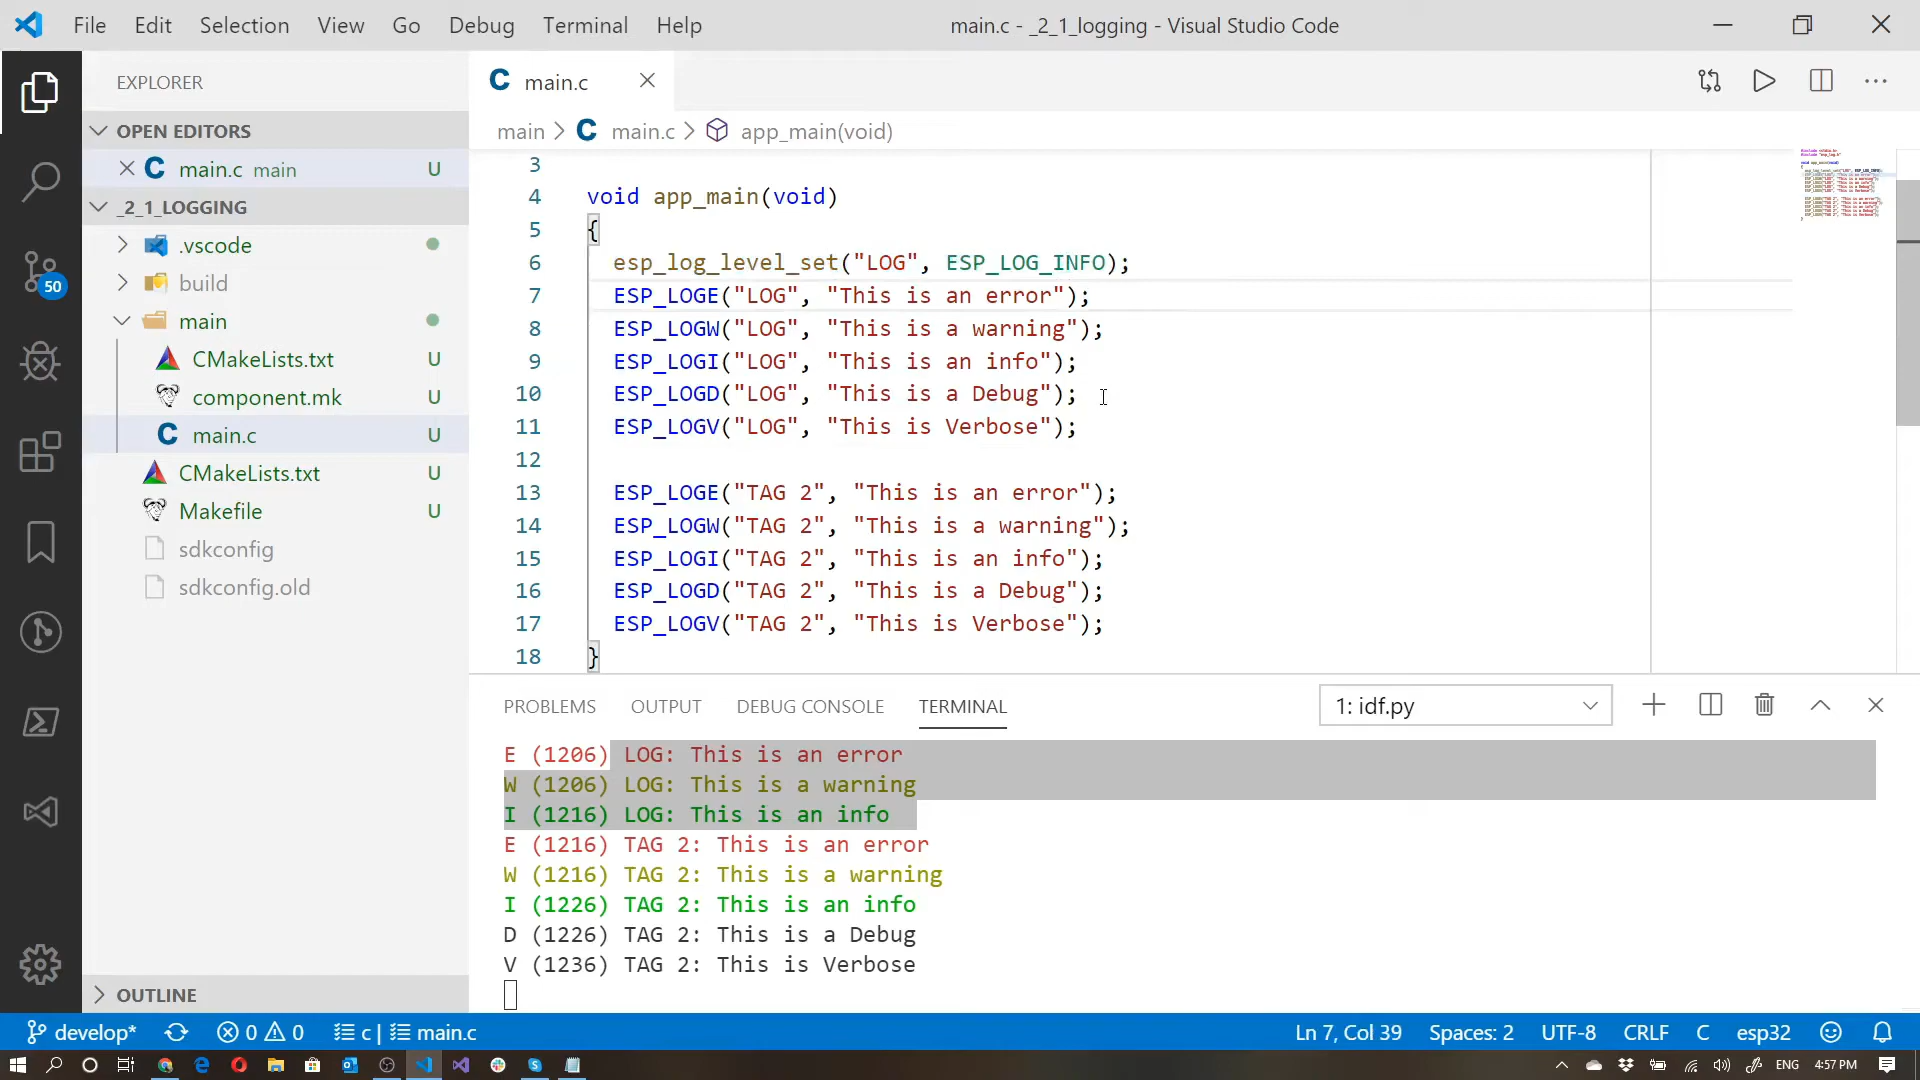 File Edit Selection View Go Debug Terminal Help
main.c - _2_1_logging - Visual Studio Code
EXPLORER
OPEN EDITORS
main.c main U
_2_1_LOGGING
.vscode
build
main
CMakeLists.txt U
component.mk U
main.c U
CMakeLists.txt U
Makefile U
sdkconfig
sdkconfig.old
OUTLINE
50
main.c
main > main.c > app_main(void)
3
4 void app_main(void)
5 {
6 esp_log_level_set("LOG", ESP_LOG_INFO);
7 ESP_LOGE("LOG", "This is an error");
8 ESP_LOGW("LOG", "This is a warning");
9 ESP_LOGI("LOG", "This is an info");
10 ESP_LOGD("LOG", "This is a Debug");
11 ESP_LOGV("LOG", "This is Verbose");
12
13 ESP_LOGE("TAG 2", "This is an error");
14 ESP_LOGW("TAG 2", "This is a warning");
15 ESP_LOGI("TAG 2", "This is an info");
16 ESP_LOGD("TAG 2", "This is a Debug");
17 ESP_LOGV("TAG 2", "This is Verbose");
18 }
PROBLEMS OUTPUT DEBUG CONSOLE TERMINAL
1: idf.py
E (1206) LOG: This is an error
W (1206) LOG: This is a warning
I (1216) LOG: This is an info
E (1216) TAG 2: This is an error
W (1216) TAG 2: This is a warning
I (1226) TAG 2: This is an info
D (1226) TAG 2: This is a Debug
V (1236) TAG 2: This is Verbose
develop* 0 0 c | main.c
Ln 7, Col 39 Spaces: 2 UTF-8 CRLF C esp32
ENG 4:57 PM